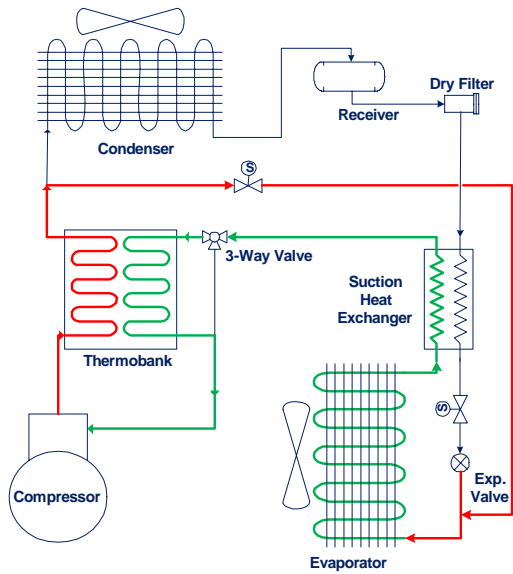 Condenser
Receiver
Dry Filter
S
3-Way Valve
Suction
Heat
Exchanger
Thermobank
S
Compressor
Exp.
Valve
Evaporator